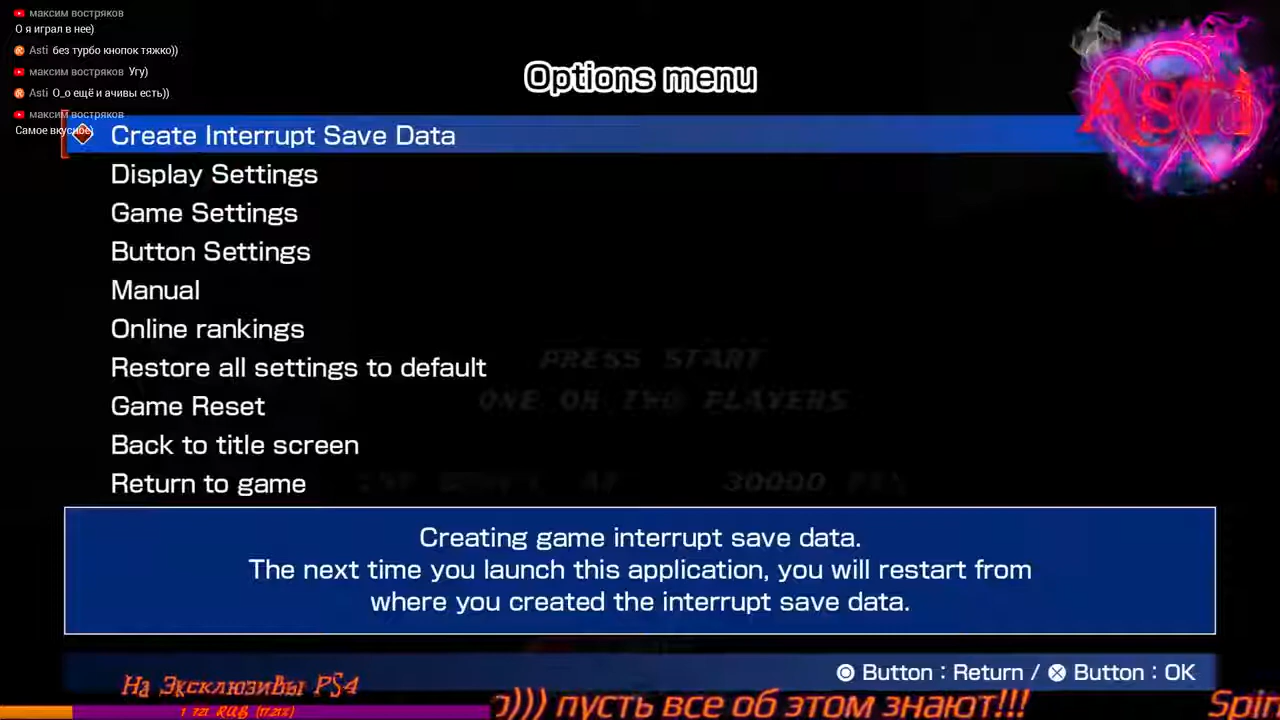 максим востряков
О я играл в нее)
Asti без турбо кнопок тяжко))
максим востряков Угу)
Asti О_о ещё и ачивы есть))
максим востряков
Самое вкусное)
Asti
Options menu
Create Interrupt Save Data
Display Settings
Game Settings
Button Settings
Manual
Online rankings
Restore all settings to default
Game Reset
Back to title screen
Return to game
PRESS START
ONE OR TWO PLAYERS
30000
Creating game interrupt save data.
The next time you launch this application, you will restart from
where you created the interrupt save data.
Button : Return / Button : OK
На Эксклюзивы PS4
))) пусть все об этом знают!!!